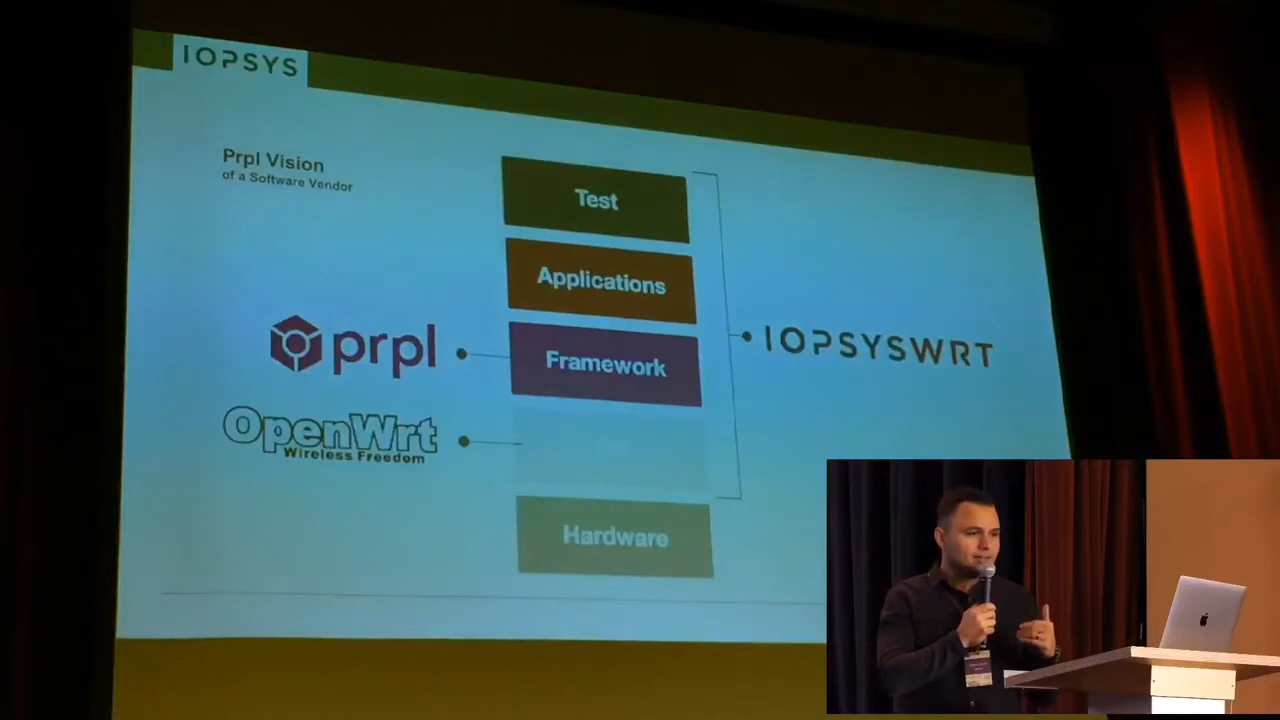 IOPSYS
Prpl Vision
of a Software Vendor
Test
Applications
prpl
Framework
IOPSYSWRT
OpenWrt
Wireless Freedom
Hardware